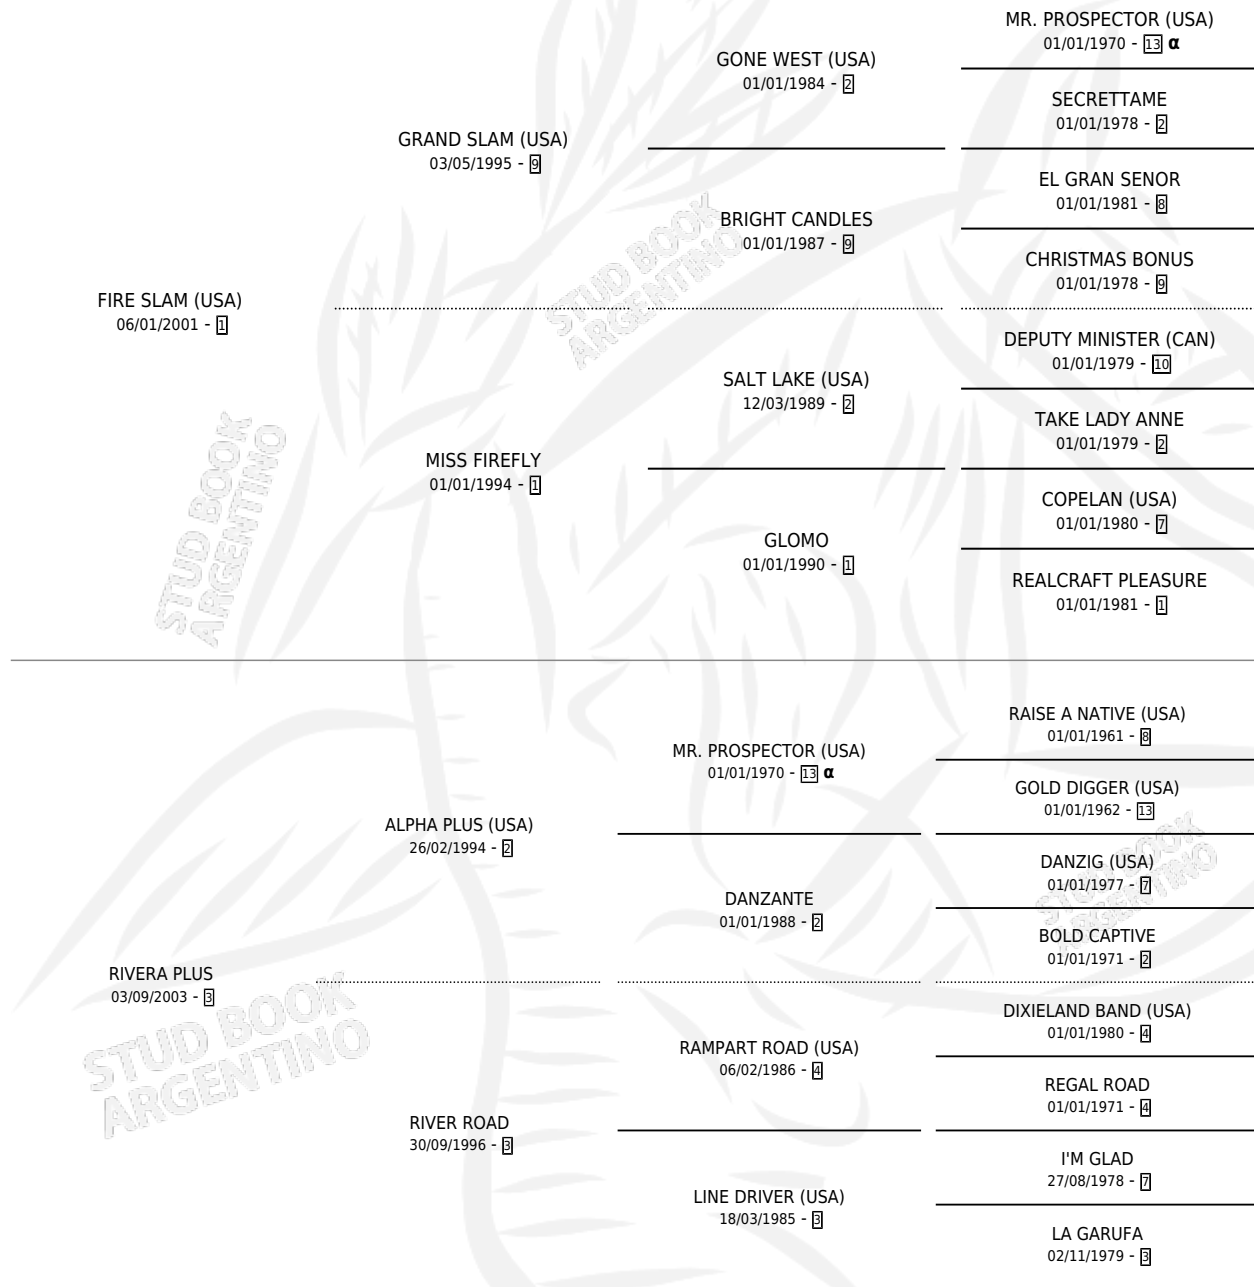 MR. PROSPECTOR (USA)
01/01/1970 - 13 α
GONE WEST (USA)
01/01/1984 - 2
SECRETTAME
01/01/1978 - 2
GRAND SLAM (USA)
03/05/1995 - 9
EL GRAN SENOR
01/01/1981 - 8
BRIGHT CANDLES
01/01/1987 - 9
CHRISTMAS BONUS
01/01/1978 - 9
FIRE SLAM (USA)
06/01/2001 - 1
DEPUTY MINISTER (CAN)
01/01/1979 - 10
SALT LAKE (USA)
12/03/1989 - 2
TAKE LADY ANNE
01/01/1979 - 2
MISS FIREFLY
01/01/1994 - 1
COPELAN (USA)
01/01/1980 - 7
GLOMO
01/01/1990 - 1
REALCRAFT PLEASURE
01/01/1981 - 1
STUD BOOK
ARGENTINO
STUD BOOK
ARGENTINO
RAISE A NATIVE (USA)
01/01/1961 - 8
MR. PROSPECTOR (USA)
01/01/1970 - 13 α
GOLD DIGGER (USA)
01/01/1962 - 13
ALPHA PLUS (USA)
26/02/1994 - 2
DANZIG (USA)
01/01/1977 - 7
DANZANTE
01/01/1988 - 2
BOLD CAPTIVE
01/01/1971 - 2
RIVERA PLUS
03/09/2003 - 3
DIXIELAND BAND (USA)
01/01/1980 - 4
RAMPART ROAD (USA)
06/02/1986 - 4
REGAL ROAD
01/01/1971 - 4
RIVER ROAD
30/09/1996 - 3
I'M GLAD
27/08/1978 - 7
LINE DRIVER (USA)
18/03/1985 - 3
LA GARUFA
02/11/1979 - 3
STUD BOOK
ARGENTINO
STUD BOOK
ARGENTINO